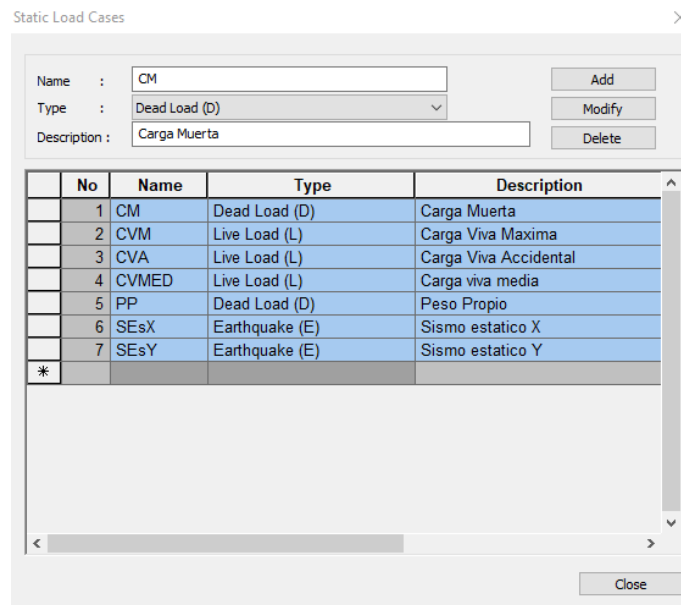 Static Load Cases
Name : CM Add
Type : Dead Load (D) Modify
Description : Carga Muerta Delete
No Name Type Description
1 CM Dead Load (D) Carga Muerta
2 CVM Live Load (L) Carga Viva Maxima
3 CVA Live Load (L) Carga Viva Accidental
4 CVMED Live Load (L) Carga viva media
5 PP Dead Load (D) Peso Propio
6 SEsX Earthquake (E) Sismo estatico X
7 SEsY Earthquake (E) Sismo estatico Y
*
Close